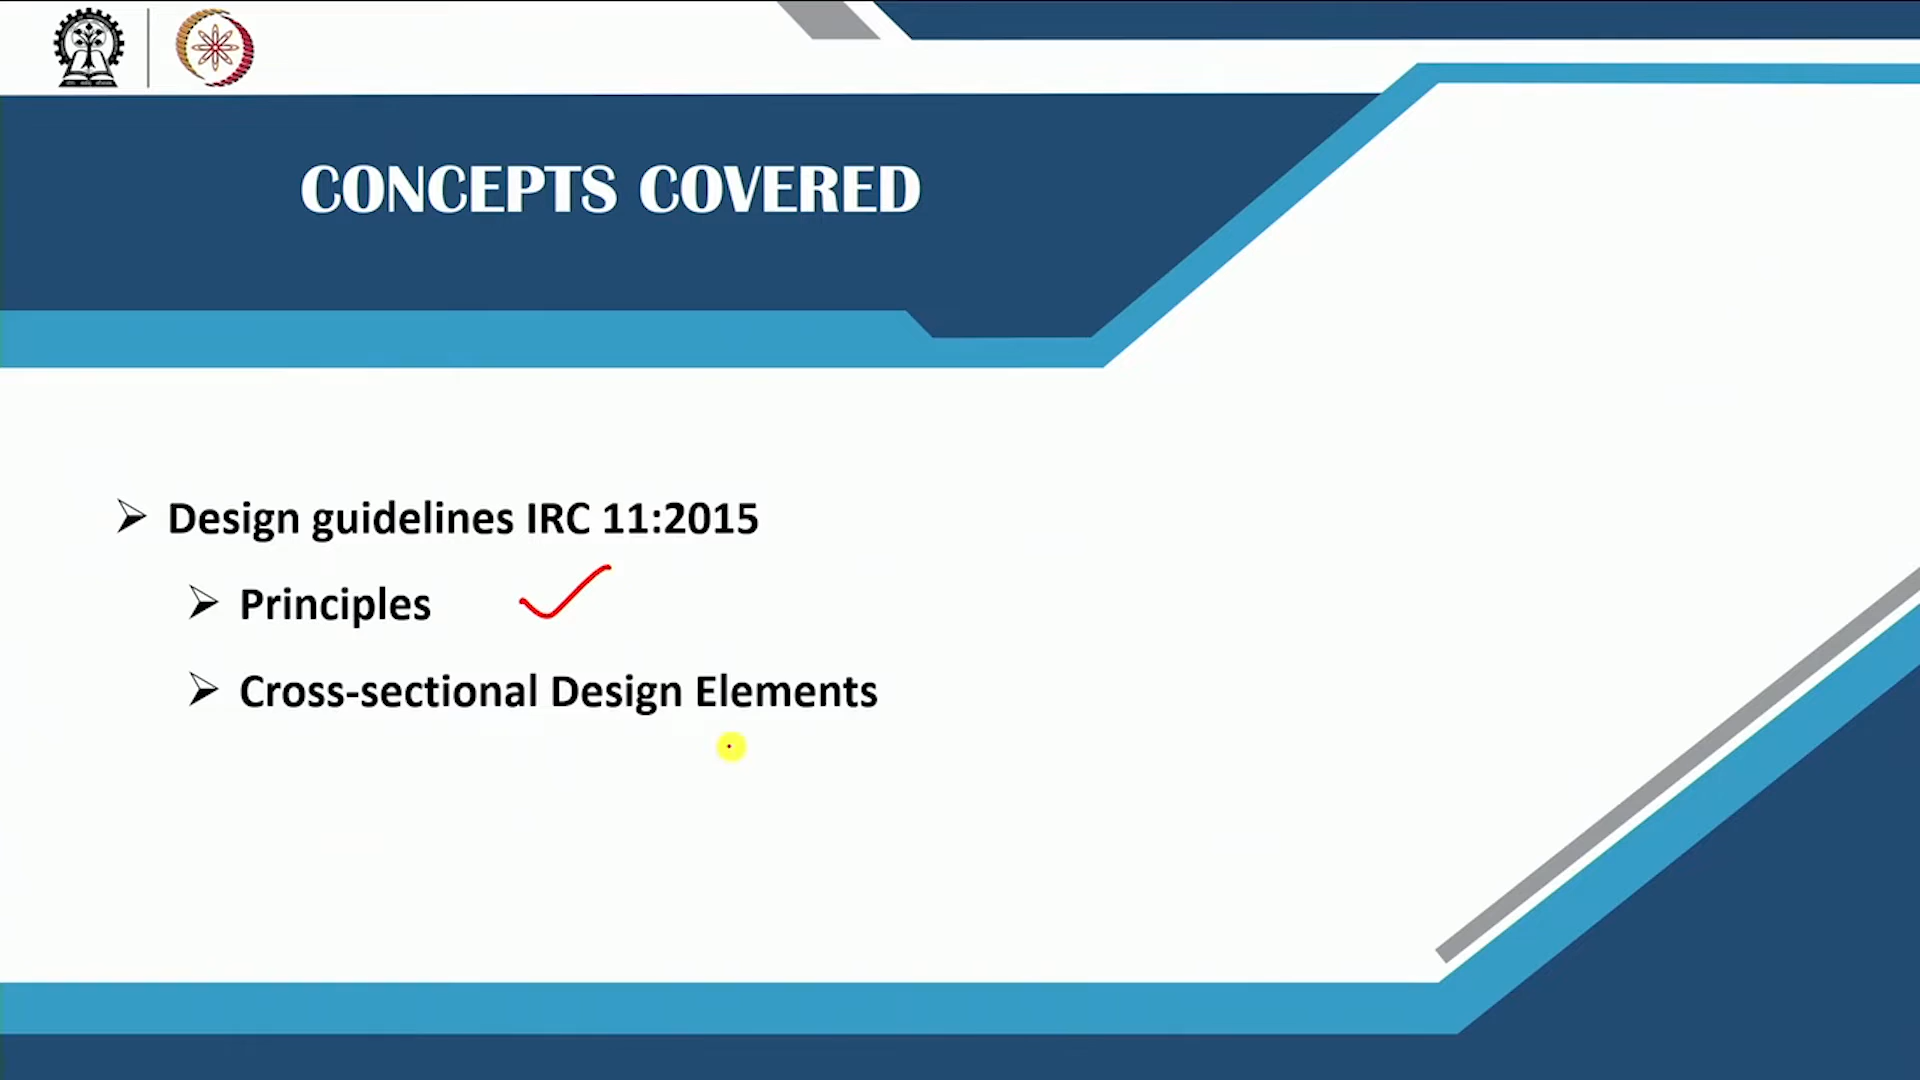 CONCEPTS COVERED
Design guidelines IRC 11:2015
Principles
Cross-sectional Design Elements